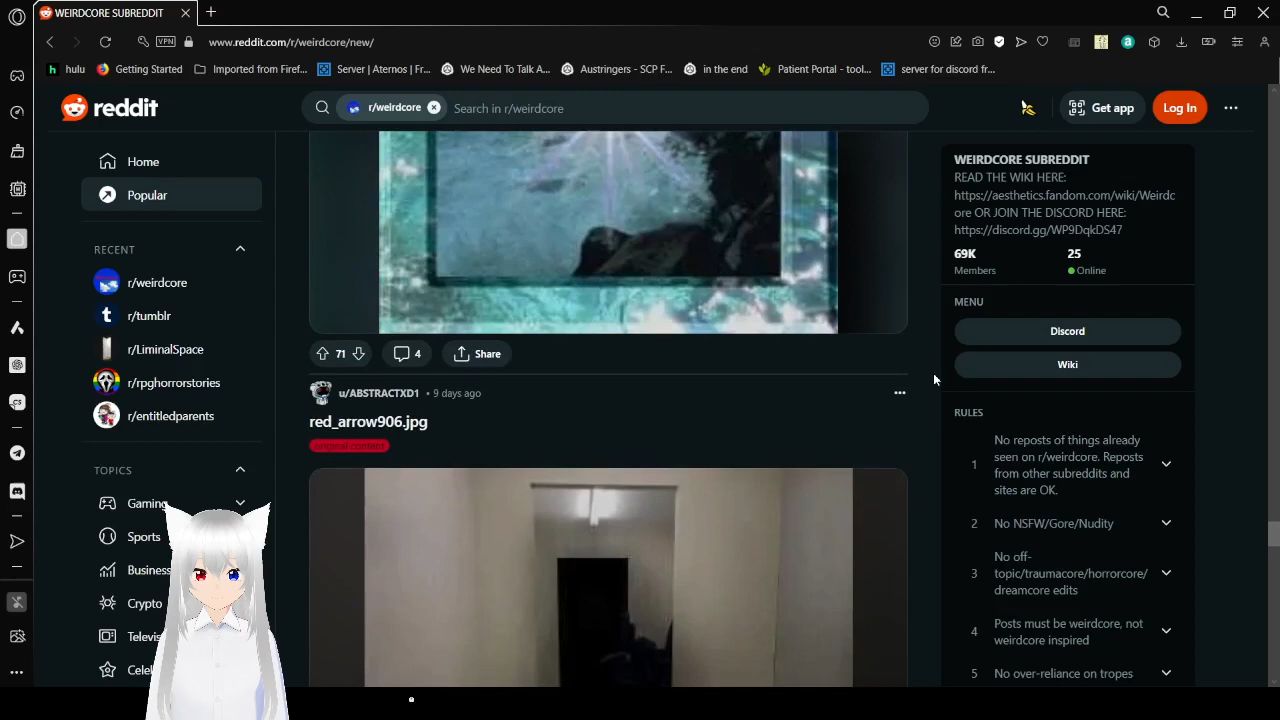 WEIRDCORE SUBREDDIT
VPN
www.reddit.com/r/weirdcore/new/
hulu
Getting Started
Imported from Firef...
Server | Aternos | Fr...
We Need To Talk A...
Austringers - SCP F...
in the end
Patient Portal - tool...
server for discord fr...
reddit
r/weirdcore
Search in r/weirdcore
Get app
Log In
Home
Popular
RECENT
r/weirdcore
r/tumblr
r/LiminalSpace
r/rpghorrorstories
r/entitledparents
TOPICS
Gaming
Sports
Business
Crypto
71
4
Share
u/ABSTRACTXD1 • 9 days ago
red_arrow906.jpg
original content
WEIRDCORE SUBREDDIT
READ THE WIKI HERE:
https://aesthetics.fandom.com/wiki/Weirdc
ore OR JOIN THE DISCORD HERE:
https://discord.gg/WP9DqkDS47
69K
Members
25
Online
MENU
Discord
Wiki
RULES
1
No reposts of things already
seen on r/weirdcore. Reposts
from other subreddits and
sites are OK.
2
No NSFW/Gore/Nudity
3
No off-
topic/traumacore/horrorcore/
dreamcore edits
4
Posts must be weirdcore, not
weirdcore inspired
5
No over-reliance on tropes